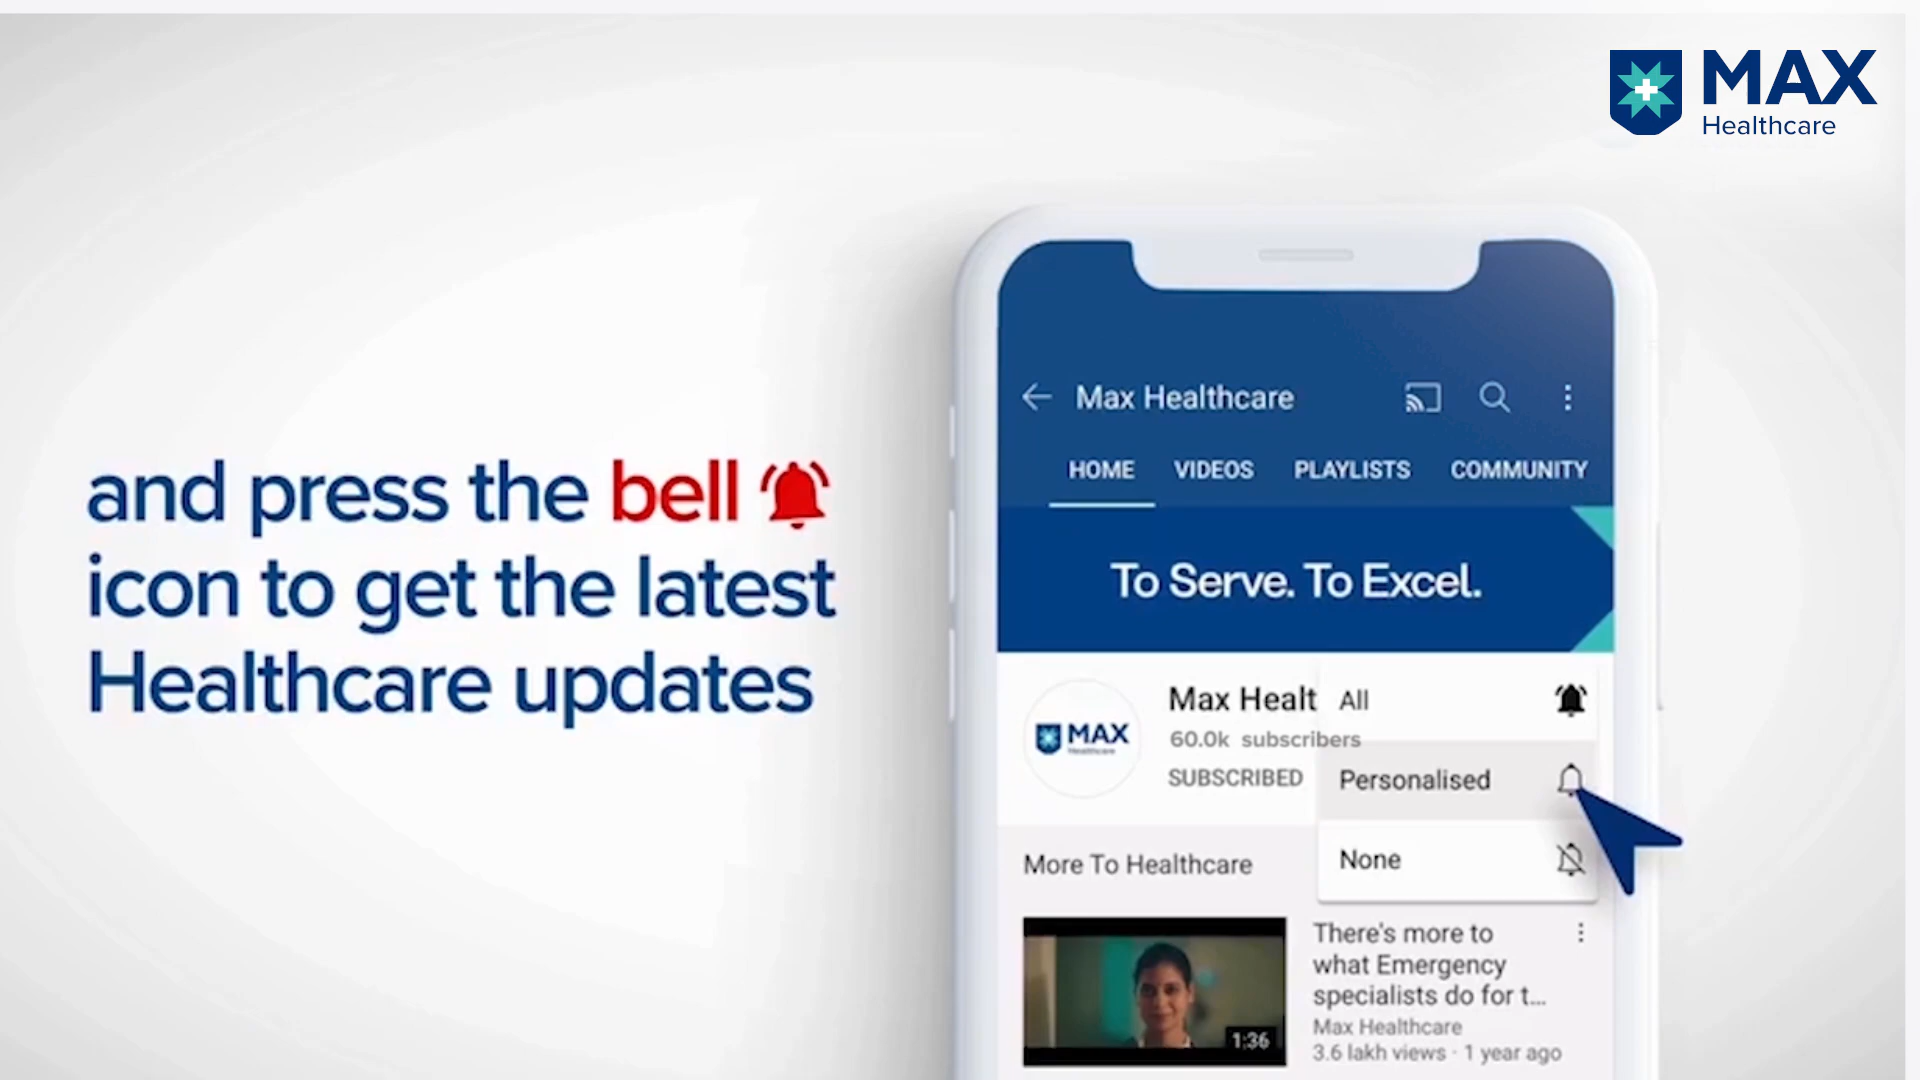 MAX
Healthcare
and press the bell
icon to get the latest
Healthcare updates
Max Healthcare
HOME VIDEOS PLAYLISTS COMMUNITY
To Serve. To Excel.
MAX
Healthcare
Max Healt
60.0k subscribers
SUBSCRIBED
All
Personalised
None
More To Healthcare
There's more to
what Emergency
specialists do for t...
Max Healthcare
3.6 lakh views · 1 year ago
1:36